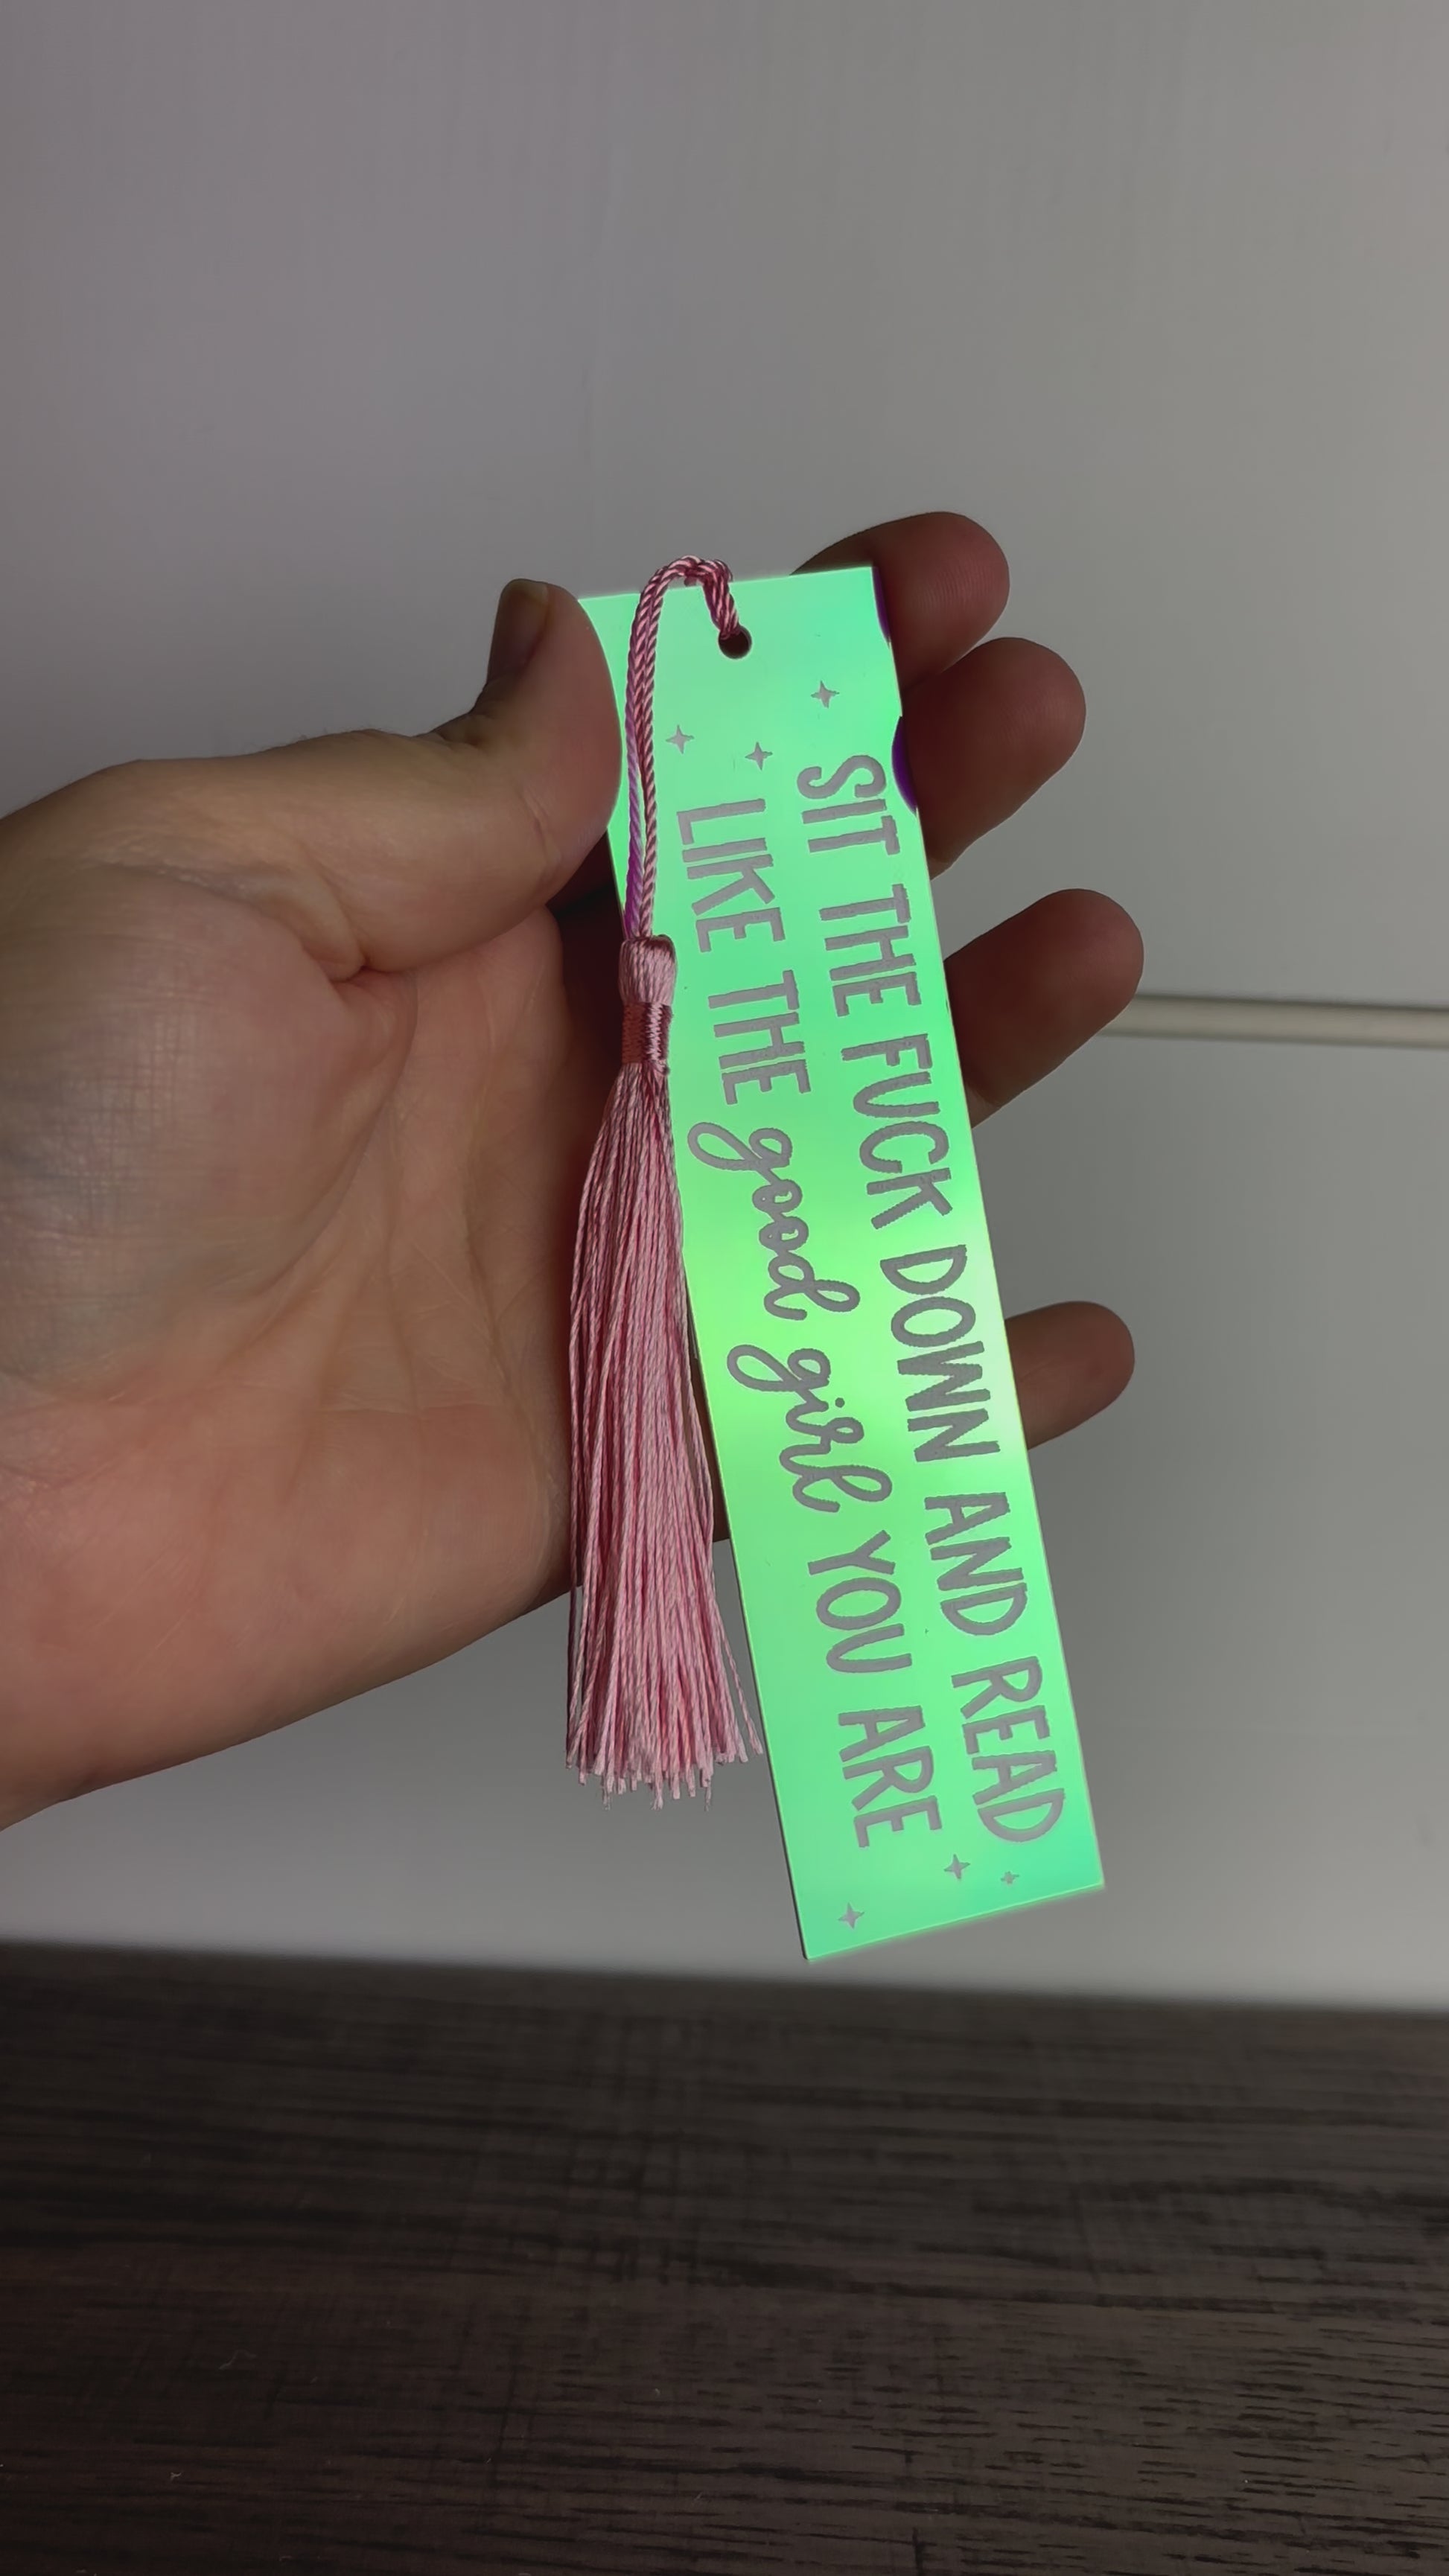 SIT THE FUCK DOWN AND READ
LIKE THE good girl YOU ARE